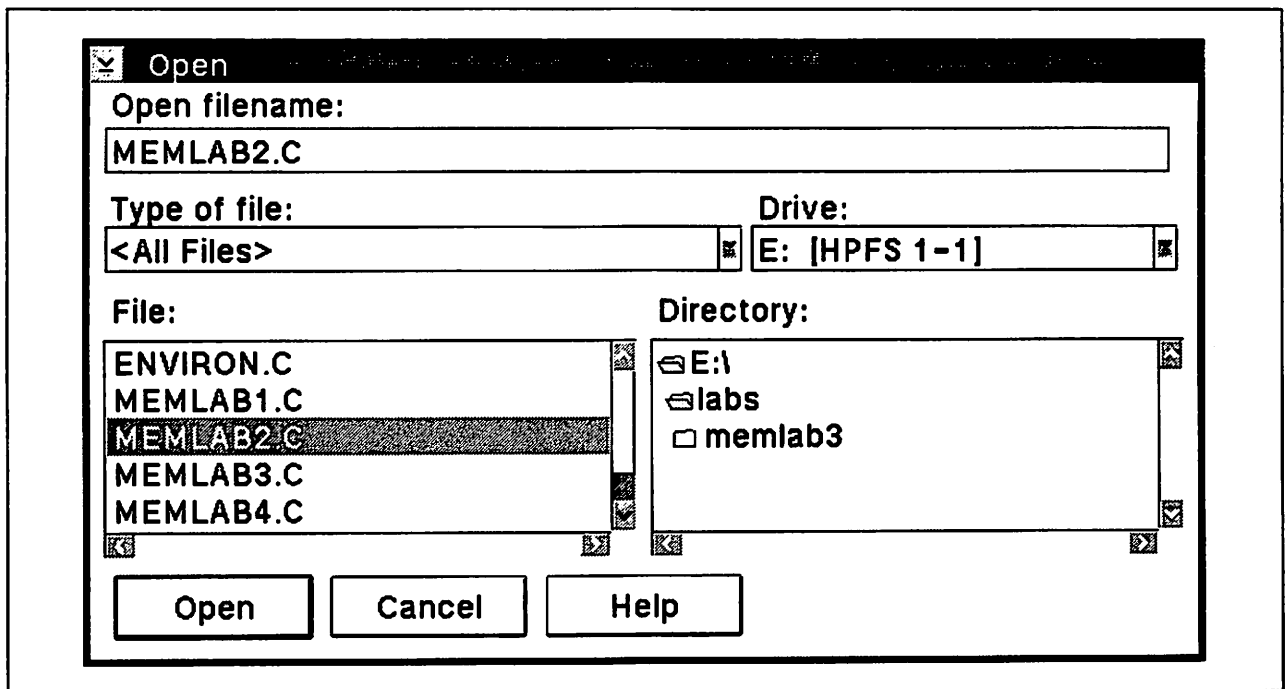 Open
Open filename:
MEMLAB2.C
Type of file:
Drive:
<All Files>
E: [HPFS 1-1]
File:
Directory:
ENVIRON.C
MEMLAB1.C
MEMLAB2.C
MEMLAB3.C
MEMLAB4.C
E:\
labs
memlab3
Open
Cancel
Help